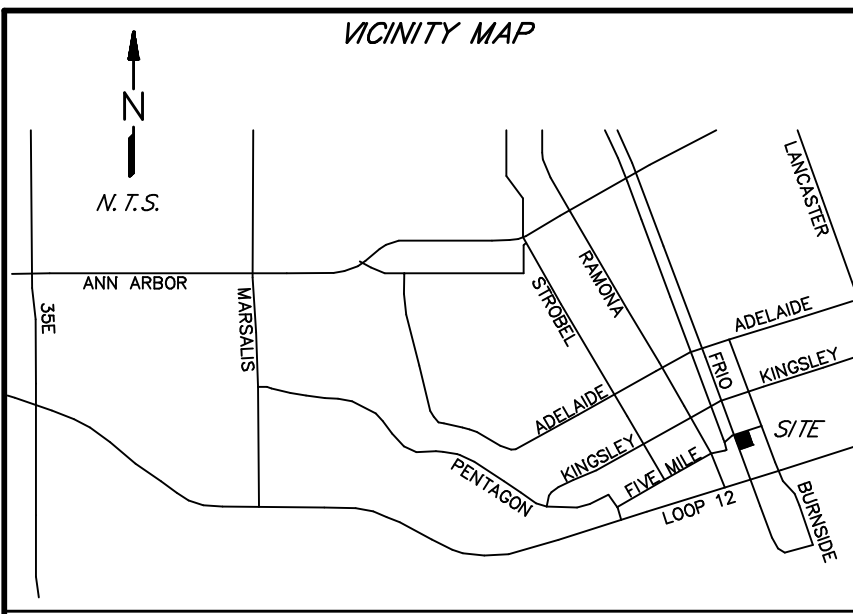 VICINITY MAP
N
N.T.S.
LANCASTER
ANN ARBOR
35E
MARSALIS
STROBEL
RAMONA
ADELAIDE
FRIO
KINGSLEY
ADELAIDE
KINGSLEY
SITE
PENTAGON
FIVE MILE
LOOP 12
BURNSIDE